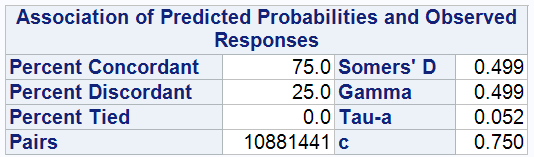 Association of Predicted Probabilities and Observed
Responses
Percent Concordant 75.0 Somers' D 0.499
Percent Discordant 25.0 Gamma 0.499
Percent Tied 0.0 Tau-a 0.052
Pairs 10881441 c 0.750